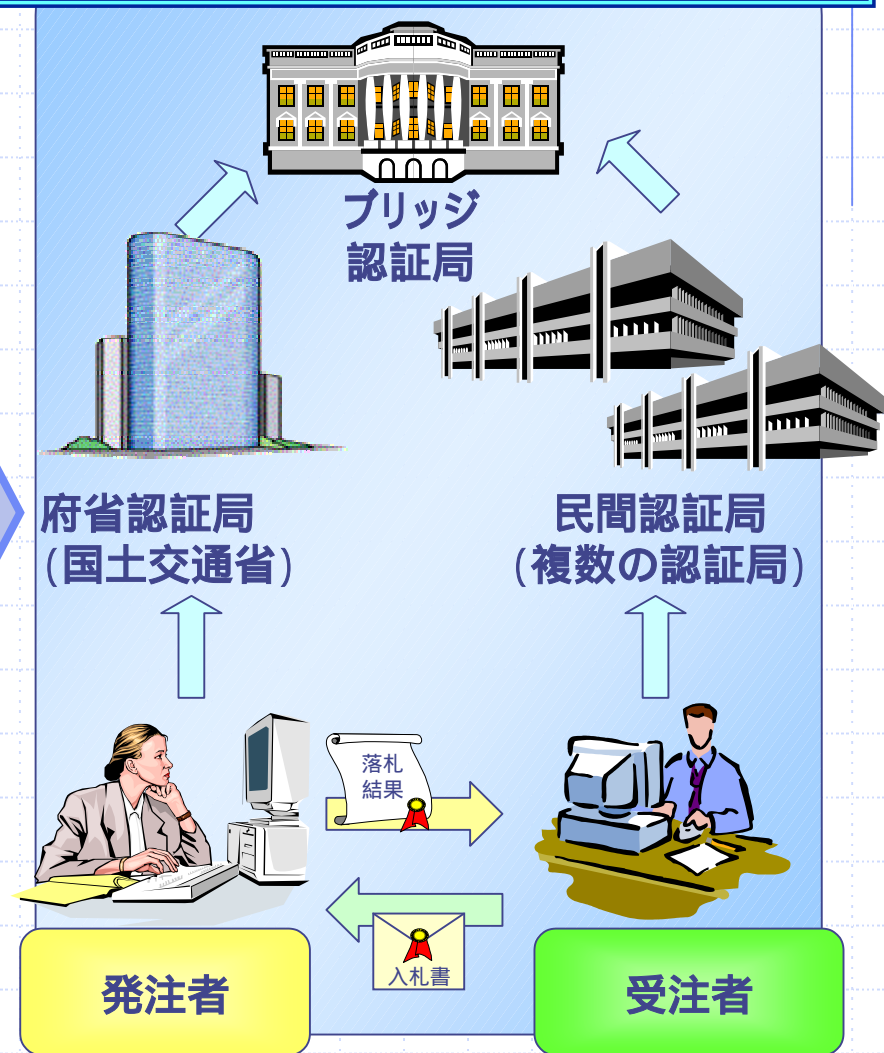 ブリッジ
認証局
府省認証局
(国土交通省)
民間認証局
(複数の認証局)
落札
結果
入札書
発注者
受注者